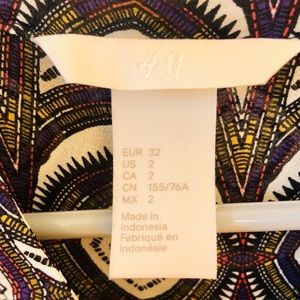 H&M
EUR 32
US 2
CA 2
CN 155/76A
MX 2
Made in
Indonesia
Fabriqué en
Indonésie